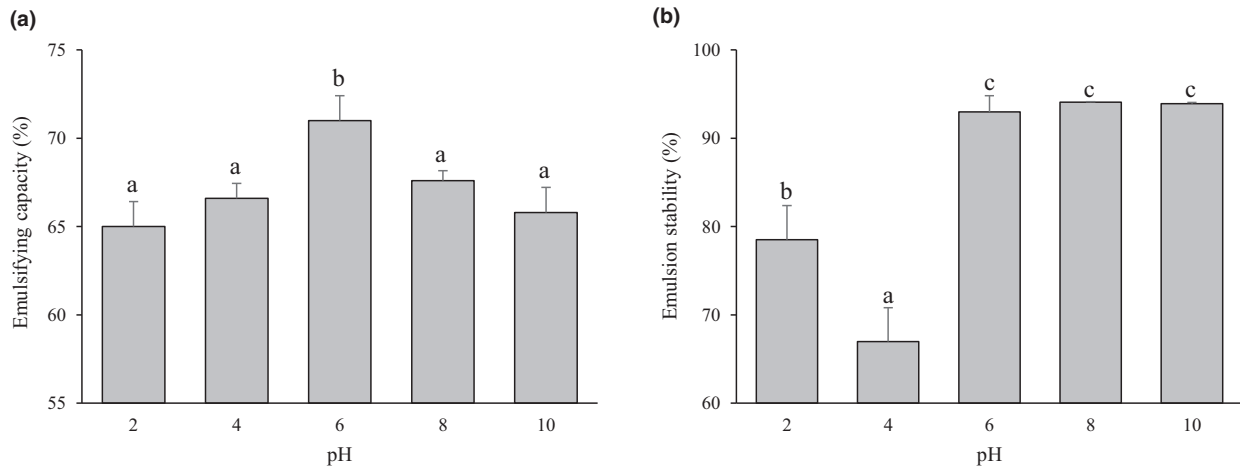 (a)
75
70
65
60
55
Emulsifying capacity (%)
a
a
b
a
a
2 4 6 8 10
pH
(b)
100
90
80
70
60
Emulsion stability (%)
b
a
c
c
c
2 4 6 8 10
pH